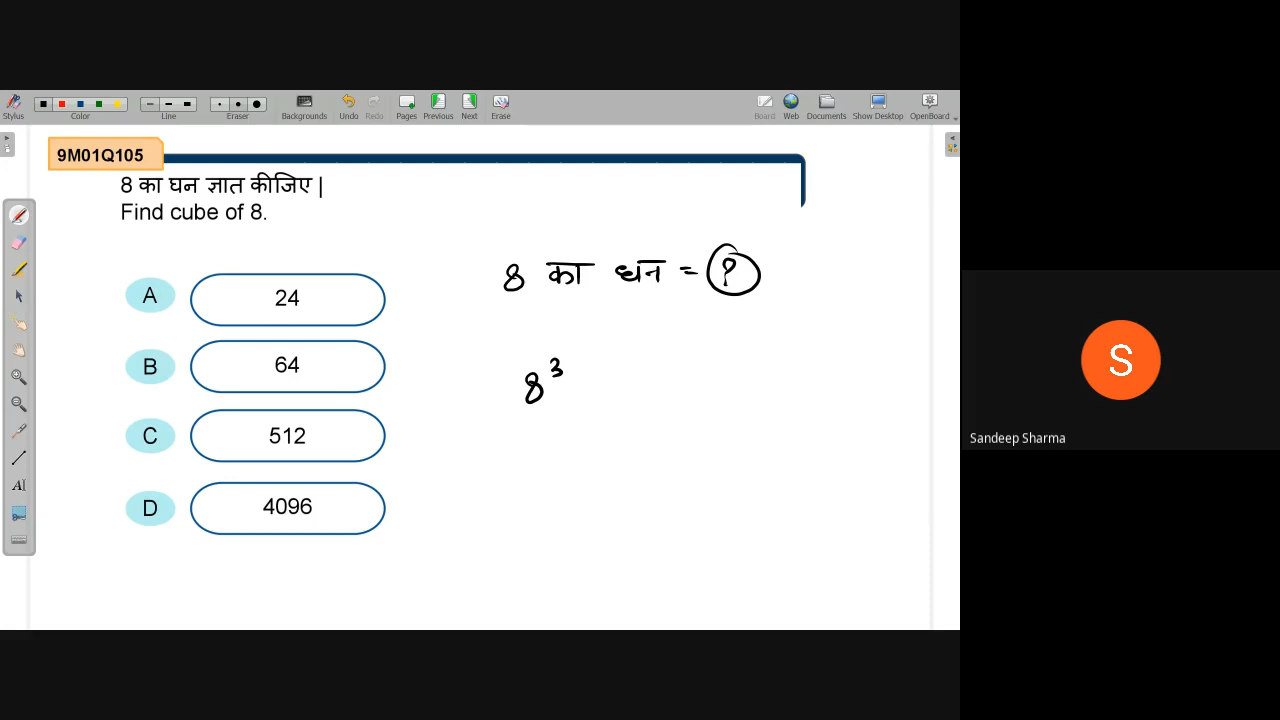 Stylus
Color
Line
Eraser
Backgrounds
Undo
Redo
Pages
Previous
Next
Erase
Board
Web
Documents
Show Desktop
OpenBoard
9M01Q105
8 का घन ज्ञात कीजिए |
Find cube of 8.
8 का घन = ?
A 24
B 64
8³
C 512
D 4096
S
Sandeep Sharma